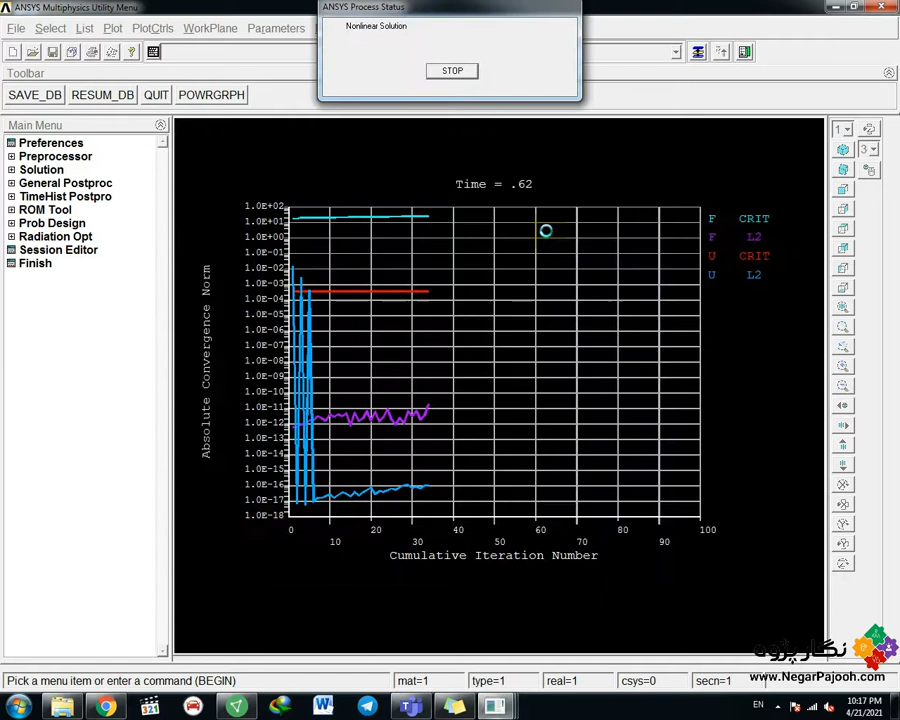 ANSYS Multiphysics Utility Menu
ANSYS Process Status
File Select List Plot PlotCtrls WorkPlane Parameters
Nonlinear Solution
STOP
Toolbar
SAVE_DB RESUM_DB QUIT POWRGRPH
Main Menu
Preferences
Preprocessor
Solution
General Postproc
TimeHist Postpro
ROM Tool
Prob Design
Radiation Opt
Session Editor
Finish
1
3
Time = .62
F CRIT
F L2
U CRIT
U L2
Absolute Convergence Norm
1.0E+02
1.0E+01
1.0E+00
1.0E-01
1.0E-02
1.0E-03
1.0E-04
1.0E-05
1.0E-06
1.0E-07
1.0E-08
1.0E-09
1.0E-10
1.0E-11
1.0E-12
1.0E-13
1.0E-14
1.0E-15
1.0E-16
1.0E-17
1.0E-18
0 20 40 60 80 100
10 30 50 70 90
Cumulative Iteration Number
نگار پژوه
www.NegarPajooh.com
Pick a menu item or enter a command (BEGIN) mat=1 type=1 real=1 csys=0 secn=1
321
EN
10:17 PM
4/21/2021